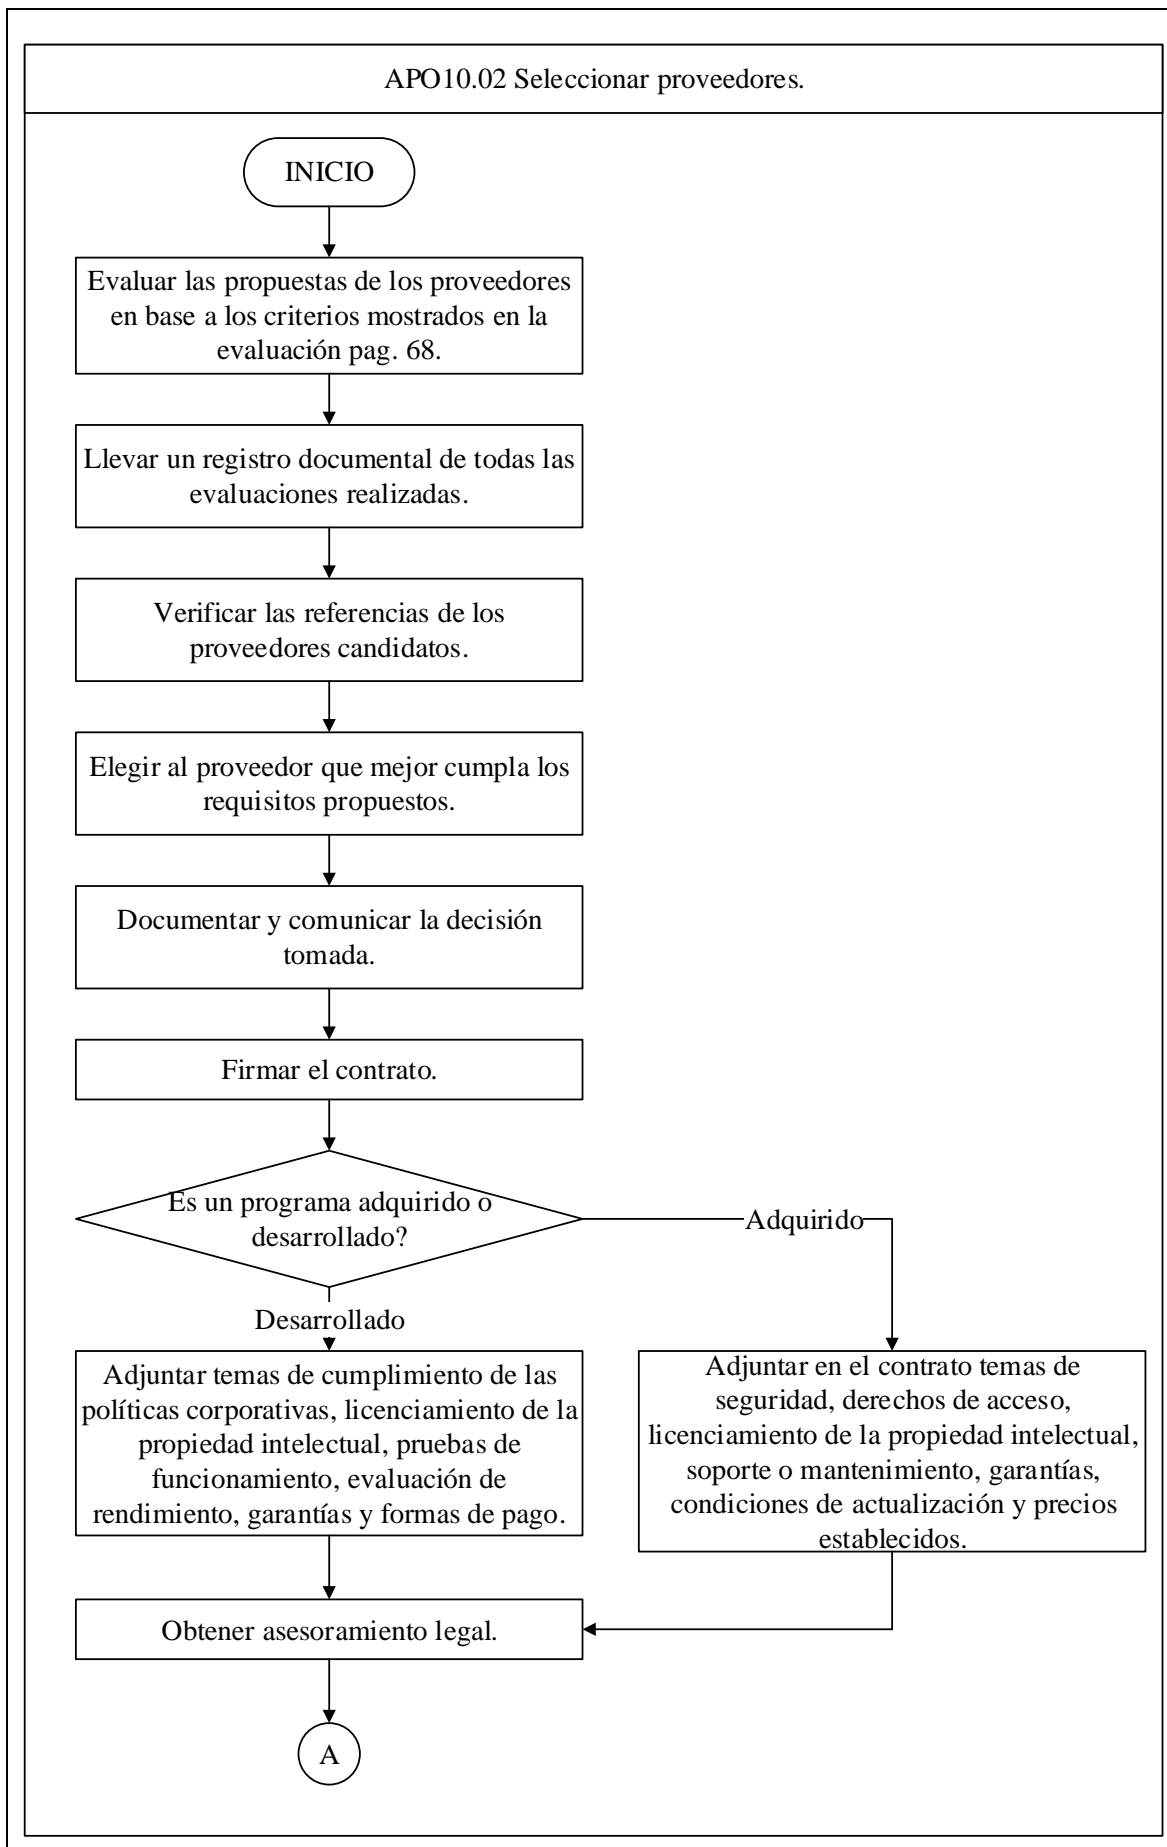 APO10.02 Seleccionar proveedores.
INICIO
Evaluar las propuestas de los proveedores
en base a los criterios mostrados en la
evaluación pag. 68.
Llevar un registro documental de todas las
evaluaciones realizadas.
Verificar las referencias de los
proveedores candidatos.
Elegir al proveedor que mejor cumpla los
requisitos propuestos.
Documentar y comunicar la decisión
tomada.
Firmar el contrato.
Es un programa adquirido o
desarrollado?
Adquirido
Desarrollado
Adjuntar temas de cumplimiento de las
políticas corporativas, licenciamiento de la
propiedad intelectual, pruebas de
funcionamiento, evaluación de
rendimiento, garantías y formas de pago.
Adjuntar en el contrato temas de
seguridad, derechos de acceso,
licenciamiento de la propiedad intelectual,
soporte o mantenimiento, garantías,
condiciones de actualización y precios
establecidos.
Obtener asesoramiento legal.
A